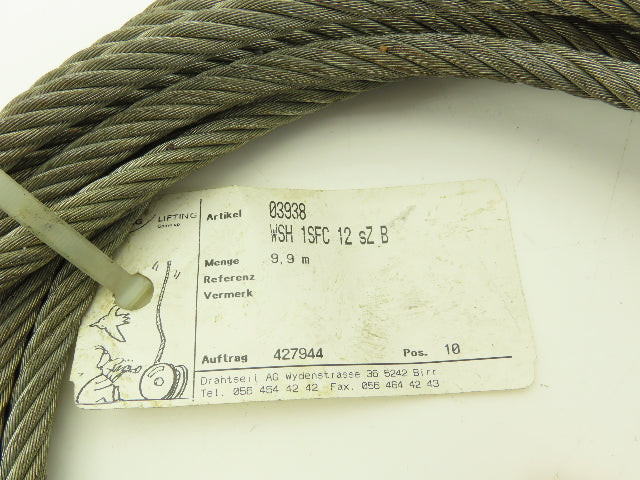 LIFTING
Artikel 03938
WSH 1SFC 12 sZ B
Menge 9,9 m
Referenz
Vermerk
Auftrag 427944 Pos. 10
Drahtseil AG Wydenstrasse 36 5242 Birr
Tel. 056 464 42 42 Fax. 056 464 42 43